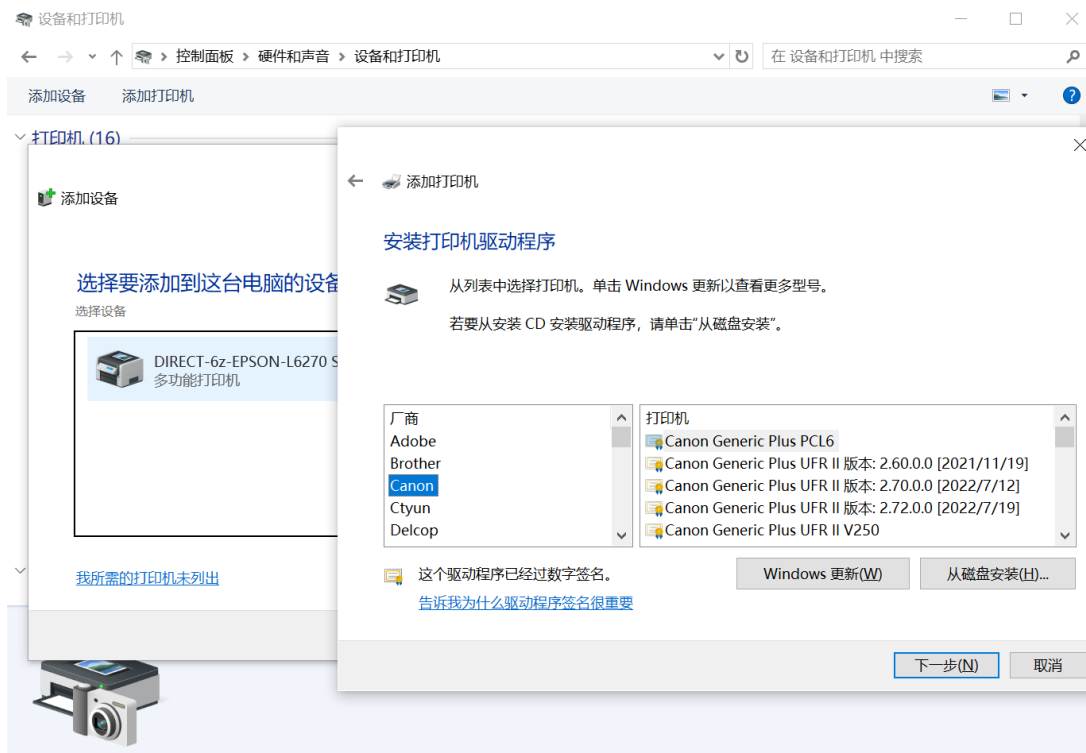 设备和打印机
控制面板 > 硬件和声音 > 设备和打印机
在 设备和打印机 中搜索
添加设备 添加打印机
打印机 (16)
添加设备
选择要添加到这台电脑的设备
选择设备
DIRECT-6z-EPSON-L6270 S
多功能打印机
我所需的打印机未列出
添加打印机
安装打印机驱动程序
从列表中选择打印机。单击 Windows 更新以查看更多型号。
若要从安装 CD 安装驱动程序，请单击“从磁盘安装”。
厂商
Adobe
Brother
Canon
Ctyun
Delcop
打印机
Canon Generic Plus PCL6
Canon Generic Plus UFR II 版本: 2.60.0.0 [2021/11/19]
Canon Generic Plus UFR II 版本: 2.70.0.0 [2022/7/12]
Canon Generic Plus UFR II 版本: 2.72.0.0 [2022/7/19]
Canon Generic Plus UFR II V250
这个驱动程序已经过数字签名。
告诉我为什么驱动程序签名很重要
Windows 更新(W) 从磁盘安装(H)...
下一步(N) 取消